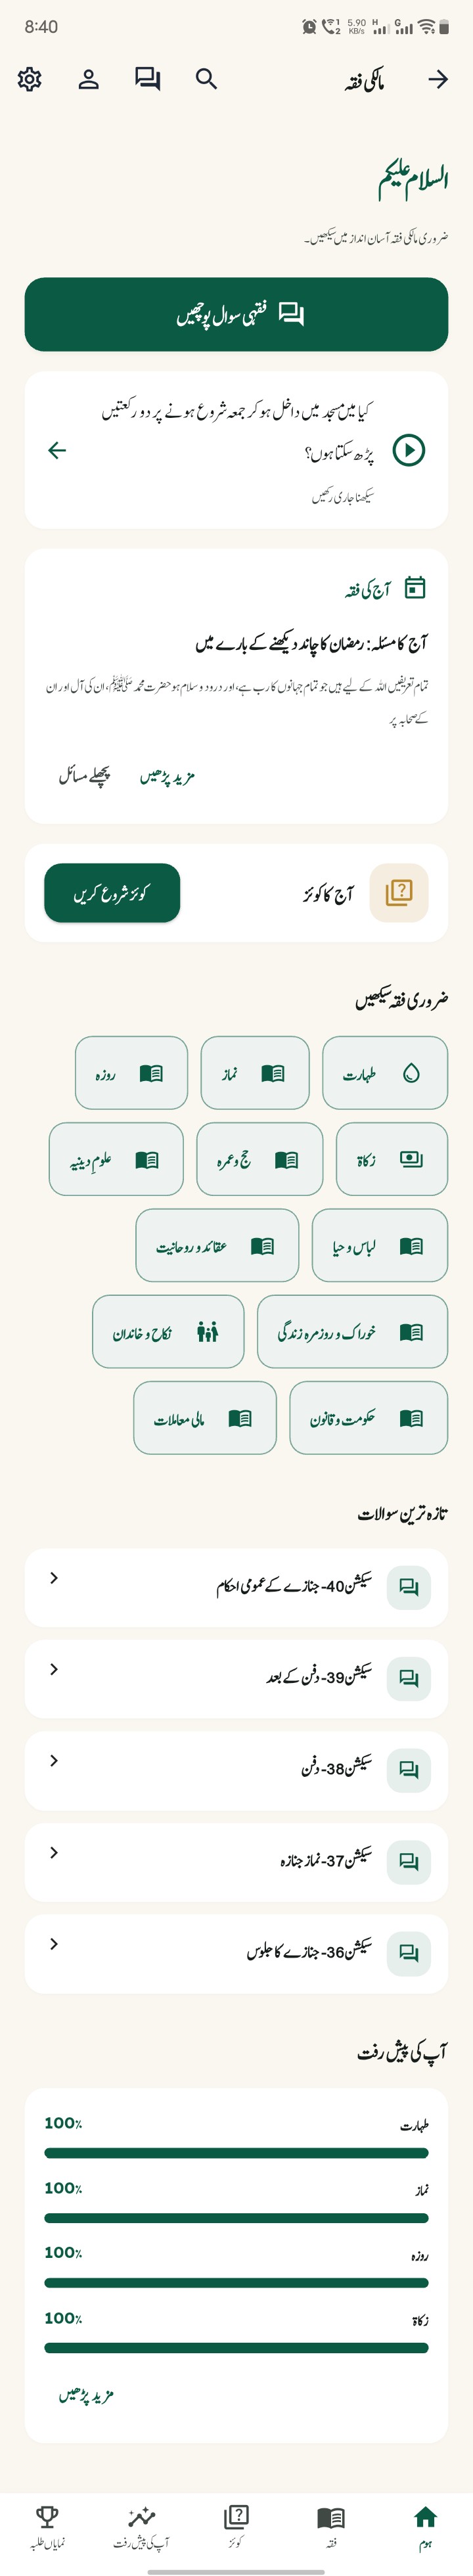 8:40
1
2
5.90
KB/s
H
G
مالکی فقہ
السلام علیکم
ضروری مالکی فقہ آسان انداز میں سیکھیں۔
فقہی سوال پوچھیں
کیا میں مسجد میں داخل ہو کر جمعہ شروع ہونے پر دو رکعتیں
پڑھ سکتا ہوں؟
سیکھنا جاری رکھیں
آج کی فقہ
آج کا مسئلہ: رمضان کا چاند دیکھنے کے بارے میں
تمام تعریفیں اللہ کے لیے ہیں جو تمام جہانوں کا رب ہے، اور درود و سلام ہو حضرت محمد ﷺ، ان کی آل اور ان
کے صحابہ پر
مزید پڑھیں
پچھلے مسائل
آج کا کوئز
کوئز شروع کریں
ضروری فقہ سیکھیں
طہارت
نماز
روزہ
زکاۃ
حج و عمرہ
علومِ دینیہ
لباس و حیا
عقائد و روحانیت
خوراک و روزمرہ زندگی
نکاح و خاندان
حکومت و قانون
مالی معاملات
تازہ ترین سوالات
سیکشن 40- جنازے کے عمومی احکام
سیکشن 39- دفن کے بعد
سیکشن 38- دفن
سیکشن 37- نماز جنازہ
سیکشن 36- جنازے کا جلوس
آپ کی پیش رفت
طہارت
100٪
نماز
100٪
روزہ
100٪
زکاۃ
100٪
مزید پڑھیں
ہوم
فقہ
کوئز
آپ کی پیش رفت
نمایاں طلبہ